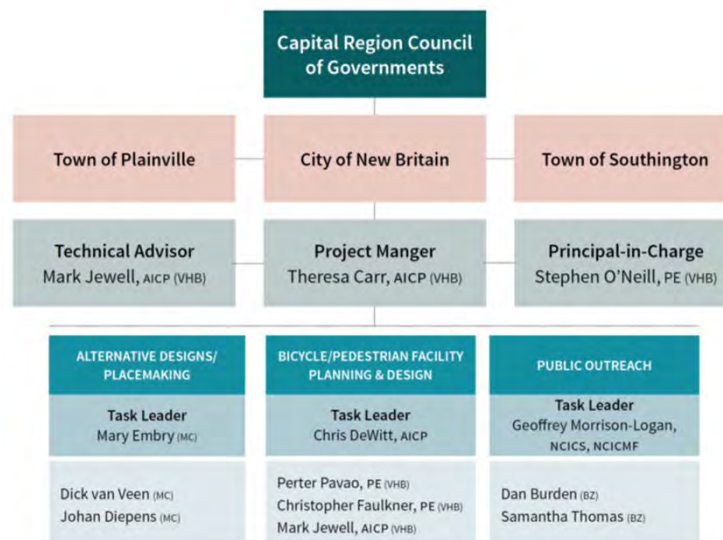 Capital Region Council
of Governments
Town of Plainville
City of New Britain
Town of Southington
Technical Advisor
Mark Jewell, AICP (VHB)
Project Manger
Theresa Carr, AICP (VHB)
Principal-in-Charge
Stephen O'Neill, PE (VHB)
ALTERNATIVE DESIGNS/
PLACEMAKING
Task Leader
Mary Embry (MC)
Dick van Veen (MC)
Johan Diepens (MC)
BICYCLE/PEDESTRIAN FACILITY
PLANNING & DESIGN
Task Leader
Chris DeWitt, AICP
Perter Pavao, PE (VHB)
Christopher Faulkner, PE (VHB)
Mark Jewell, AICP (VHB)
PUBLIC OUTREACH
Task Leader
Geoffrey Morrison-Logan,
NCICS, NCICMF
Dan Burden (BZ)
Samantha Thomas (BZ)